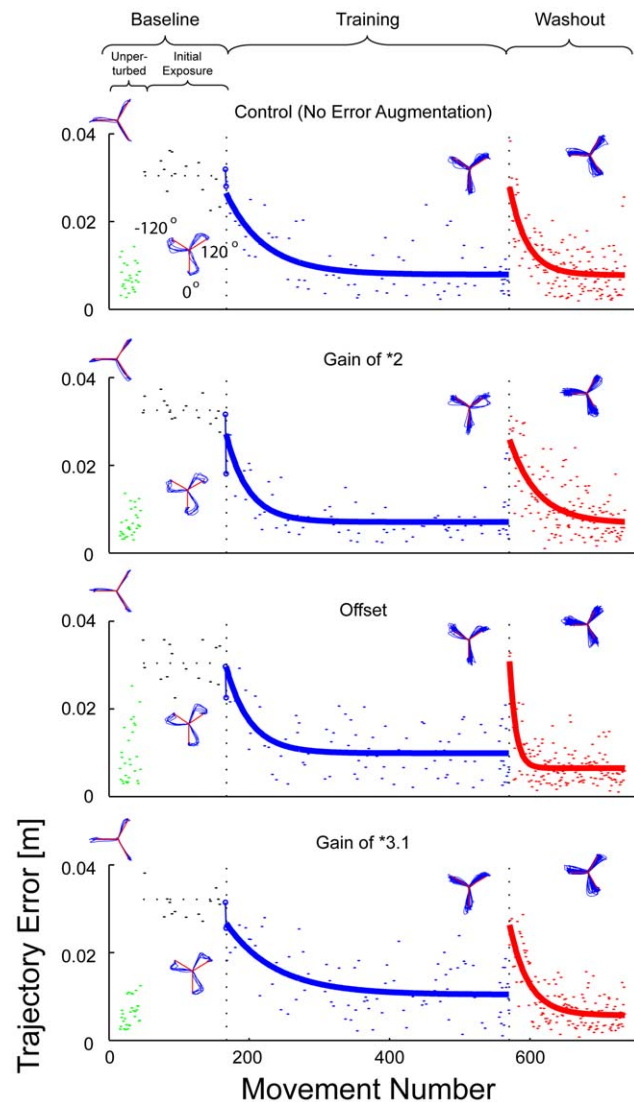 Baseline Training Washout
Unper-
turbed
Initial
Exposure
Control (No Error Augmentation)
0.04
0.02
0
-120°
120°
0°
Gain of *2
0.04
0.02
0
Offset
0.04
0.02
0
Gain of *3.1
0.04
0.02
0
0 200 400 600
Trajectory Error [m]
Movement Number